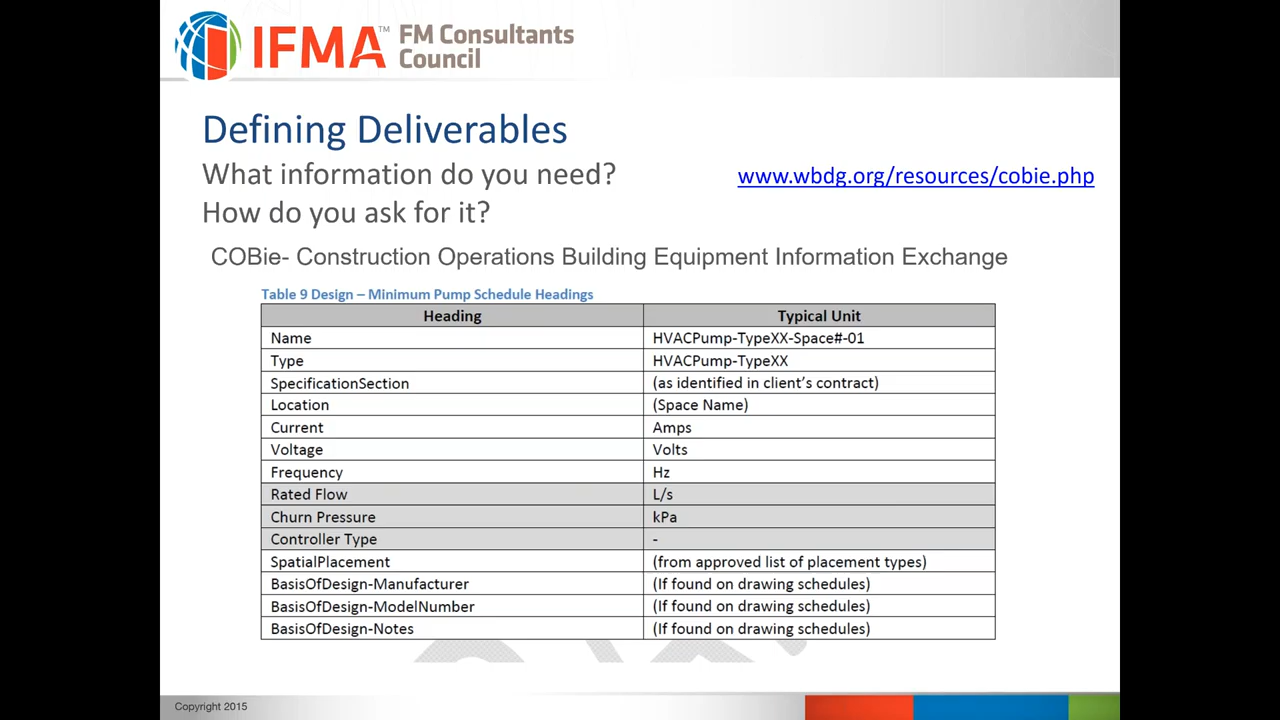 IFMA™ FM Consultants
Council
Defining Deliverables
What information do you need? www.wbdg.org/resources/cobie.php
How do you ask for it?
COBie- Construction Operations Building Equipment Information Exchange
Table 9 Design – Minimum Pump Schedule Headings
Heading Typical Unit
Name HVACPump-TypeXX-Space#-01
Type HVACPump-TypeXX
SpecificationSection (as identified in client's contract)
Location (Space Name)
Current Amps
Voltage Volts
Frequency Hz
Rated Flow L/s
Churn Pressure kPa
Controller Type -
SpatialPlacement (from approved list of placement types)
BasisOfDesign-Manufacturer (If found on drawing schedules)
BasisOfDesign-ModelNumber (If found on drawing schedules)
BasisOfDesign-Notes (If found on drawing schedules)
Copyright 2015